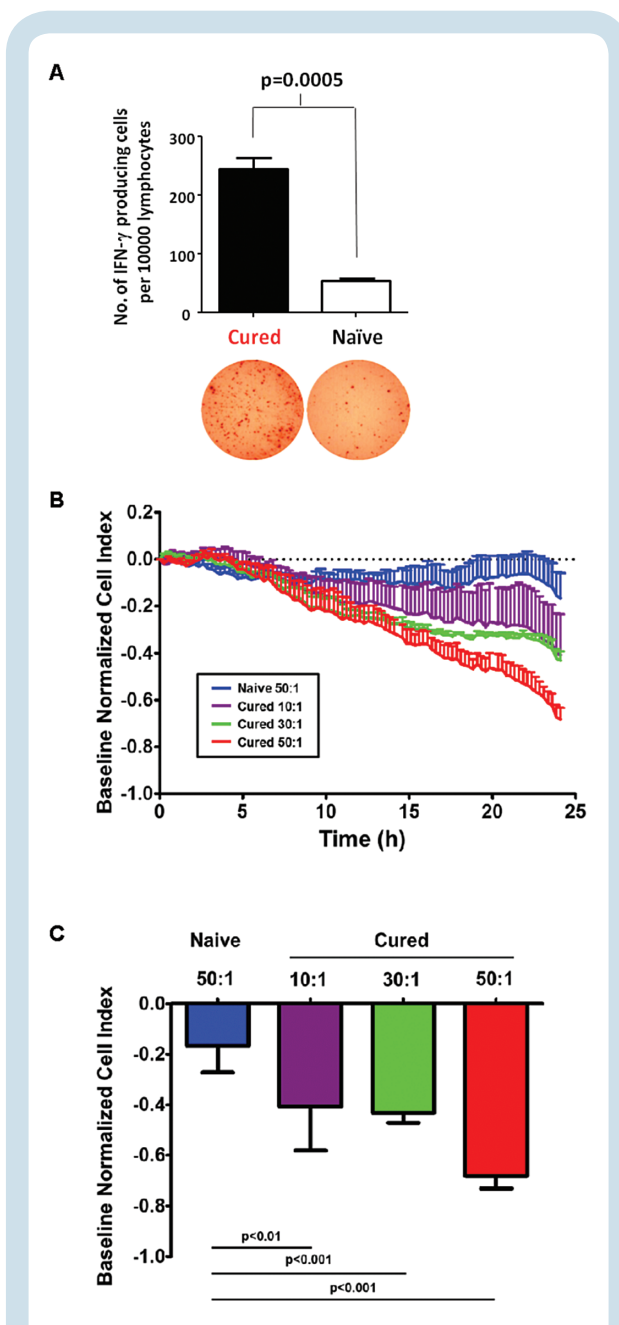 A
p=0.0005
No. of IFN-γ producing cells
per 10000 lymphocytes
300
200
100
0
Cured
Naïve
B
Baseline Normalized Cell Index
0.2
0.0
-0.2
-0.4
-0.6
-0.8
-1.0
Naive 50:1
Cured 10:1
Cured 30:1
Cured 50:1
0
5
10
15
20
25
Time (h)
C
Naive
Cured
50:1
10:1
30:1
50:1
Baseline Normalized Cell Index
0.0
-0.2
-0.4
-0.6
-0.8
-1.0
p<0.01
p<0.001
p<0.001